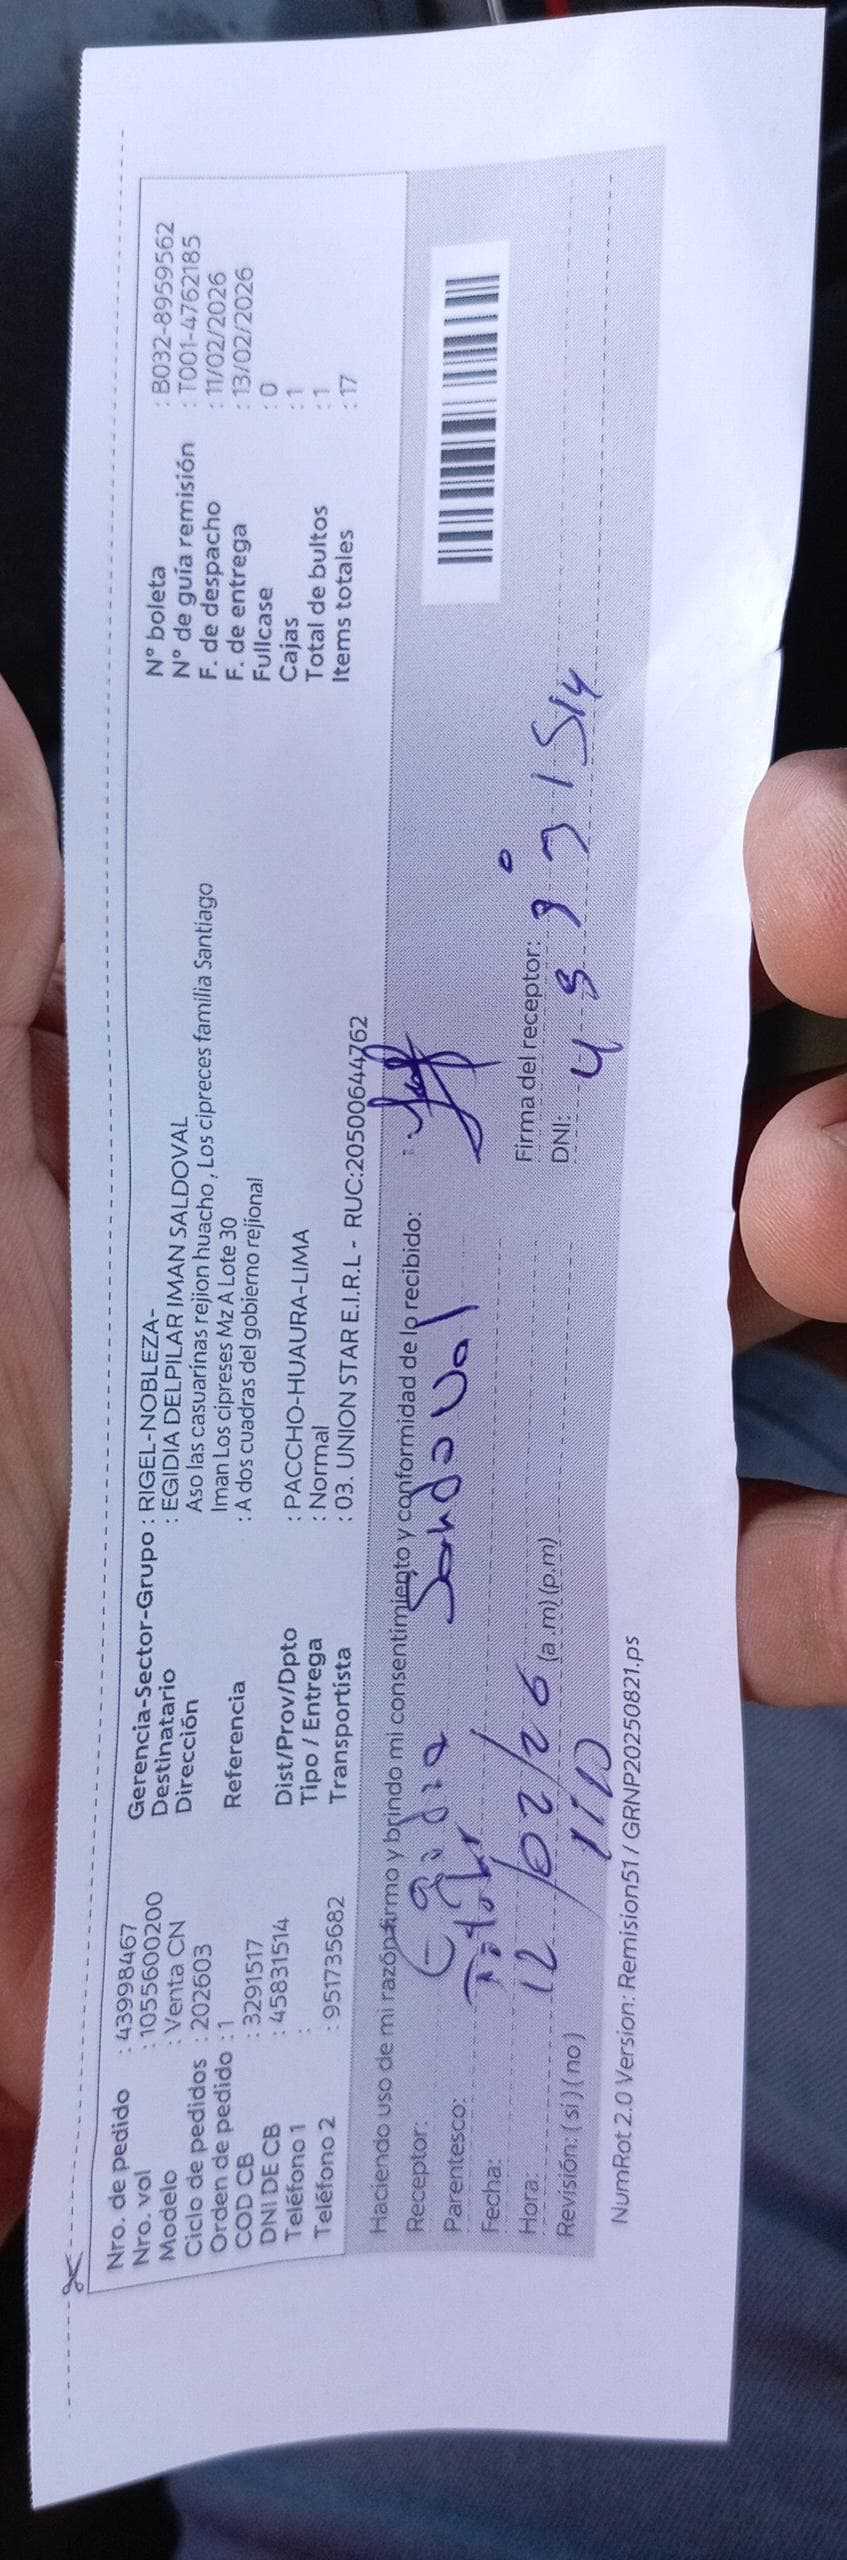 Nro. de pedido : 43998467
Nro. vol : 1055600200
Modelo : Venta CN
Ciclo de pedidos : 202603
Orden de pedido : 1
COD CB : 3291517
DNI DE CB : 45831514
Teléfono 1 :
Teléfono 2 : 951735682
Gerencia-Sector-Grupo : RIGEL-NOBLEZA-
Destinatario : EGIDIA DELPILAR IMAN SALDOVAL
Dirección Aso las casuarinas rejion huacho , Los cipreces familia Santiago
Iman Los cipreses Mz A Lote 30
Referencia : A dos cuadras del gobierno rejional
Dist/Prov/Dpto : PACCHO-HUAURA-LIMA
Tipo / Entrega : Normal
Transportista : 03. UNION STAR E.I.R.L - RUC:20500644762
N° boleta : B032-8959562
N° de guía remisión : T001-4762185
F. de despacho : 11/02/2026
F. de entrega : 13/02/2026
Fullcase : 0
Cajas : 1
Total de bultos : 1
Items totales : 17
Haciendo uso de mi razón firmo y brindo mi consentimiento y conformidad de lo recibido:
Receptor: Egidia Sandoval
Parentesco:
Fecha: 12/02/26
Hora: (a .m) (p.m)
Revisión: ( si ) ( no )
Firma del receptor:
DNI:
NumRot 2.0 Version: Remision51 / GRNP20250821.ps